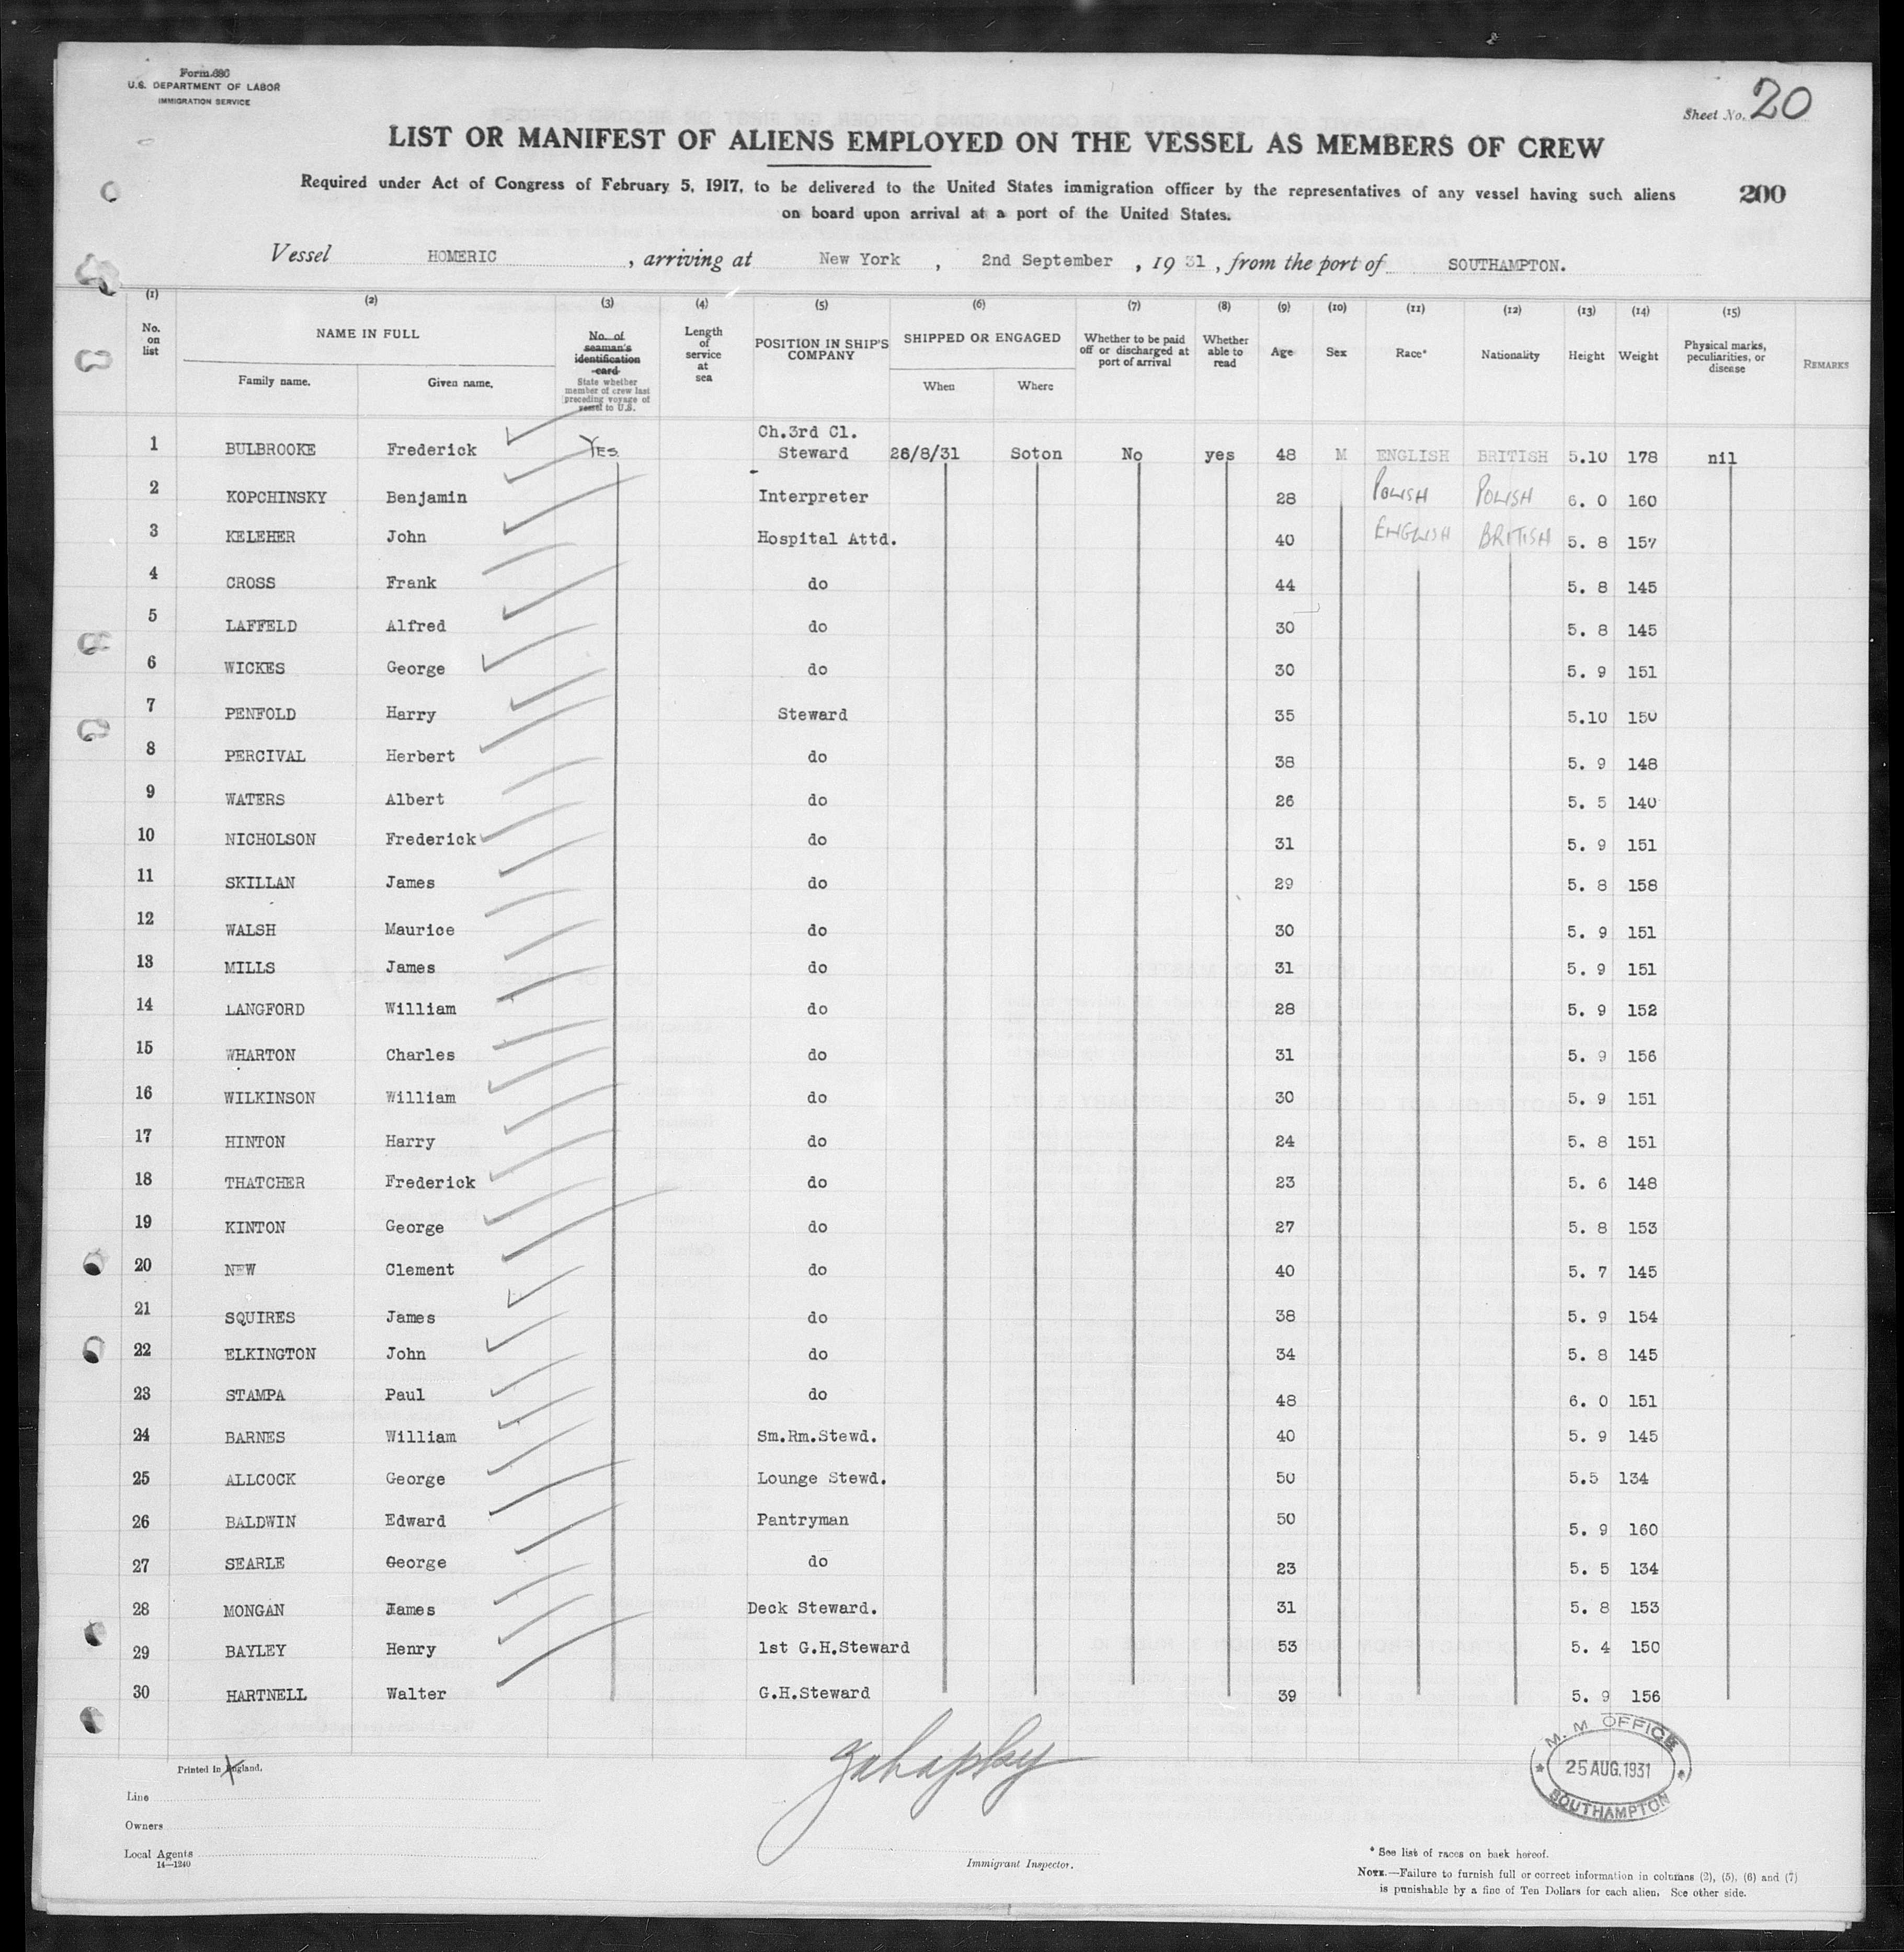 Form 686
U.S. DEPARTMENT OF LABOR
IMMIGRATION SERVICE
Sheet No. 20
LIST OR MANIFEST OF ALIENS EMPLOYED ON THE VESSEL AS MEMBERS OF CREW
Required under Act of Congress of February 5, 1917, to be delivered to the United States immigration officer by the representatives of any vessel having such aliens
on board upon arrival at a port of the United States.
200
Vessel HOMERIC, arriving at New York, 2nd September, 1931, from the port of SOUTHAMPTON.
(1) (2) (3) (4) (5) (6) (7) (8) (9) (10) (11) (12) (13) (14) (15)
No. on list
NAME IN FULL
Family name. Given name.
No. of seaman's identification card
State whether member of crew last preceding voyage of vessel to U.S.
Length of service at sea
POSITION IN SHIP'S COMPANY
SHIPPED OR ENGAGED
When Where
Whether to be paid off or discharged at port of arrival
Whether able to read
Age Sex Race* Nationality Height Weight
Physical marks, peculiarities, or disease
REMARKS
1 BULBROOKE Frederick Yes. Ch.3rd Cl. Steward 26/8/31 Soton No yes 48 M ENGLISH BRITISH 5.10 178 nil
2 KOPCHINSKY Benjamin Interpreter 28 POLISH POLISH 6. 0 160
3 KELEHER John Hospital Attd. 40 ENGLISH BRITISH 5. 8 157
4 CROSS Frank do 44 5. 8 145
5 LAFFELD Alfred do 30 5. 8 145
6 WICKES George do 30 5. 9 151
7 PENFOLD Harry Steward 35 5.10 150
8 PERCIVAL Herbert do 38 5. 9 148
9 WATERS Albert do 26 5. 5 140
10 NICHOLSON Frederick do 31 5. 9 151
11 SKILLAN James do 29 5. 8 158
12 WALSH Maurice do 30 5. 9 151
13 MILLS James do 31 5. 9 151
14 LANGFORD William do 28 5. 9 152
15 WHARTON Charles do 31 5. 9 156
16 WILKINSON William do 30 5. 9 151
17 HINTON Harry do 24 5. 8 151
18 THATCHER Frederick do 23 5. 6 148
19 KINTON George do 27 5. 8 153
20 NEW Clement do 40 5. 7 145
21 SQUIRES James do 38 5. 9 154
22 ELKINGTON John do 34 5. 8 145
23 STAMPA Paul do 48 6. 0 151
24 BARNES William Sm.Rm.Stewd. 40 5. 9 145
25 ALLCOCK George Lounge Stewd. 50 5.5 134
26 BALDWIN Edward Pantryman 50 5. 9 160
27 SEARLE George do 23 5. 5 134
28 MONGAN James Deck Steward. 31 5. 8 153
29 BAYLEY Henry 1st G.H.Steward 53 5. 4 150
30 HARTNELL Walter G.H.Steward 39 5. 9 156
M. M OFFICE
25 AUG. 1931
SOUTHAMPTON
Printed in England.
Line
Owners
Local Agents
14—1240
Immigrant Inspector.
* See list of races on back hereof.
NOTE.—Failure to furnish full or correct information in columns (2), (5), (6) and (7)
is punishable by a fine of Ten Dollars for each alien. See other side.